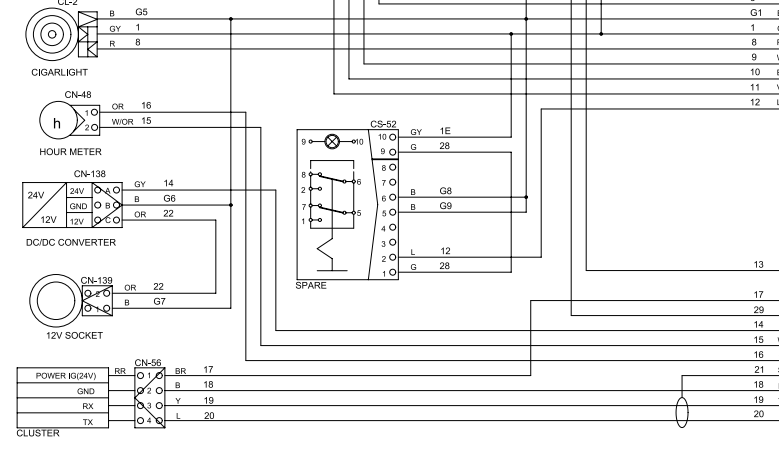 CL-2
B G5
GY 1
R 8
CIGARLIGHT
CN-48
OR 16
W/OR 15
1
2
h
HOUR METER
CN-138
24V
12V
24V A GY 14
GND B B G6
12V C OR 22
DC/DC CONVERTER
CN-139
2 OR 22
1 B G7
12V SOCKET
CN-56
POWER IG(24V) RR 1 BR 17
GND 2 B 18
RX 3 Y 19
TX 4 L 20
CLUSTER
CS-52
9 10
8
2
6
7
1
5
10 GY 1E
9 G 28
8
7
6 B G8
5 B G9
4
3
2 L 12
1 G 28
SPARE
G1
1
8
9
10
11
12
13
17
29
14
15
16
21
18
19
20